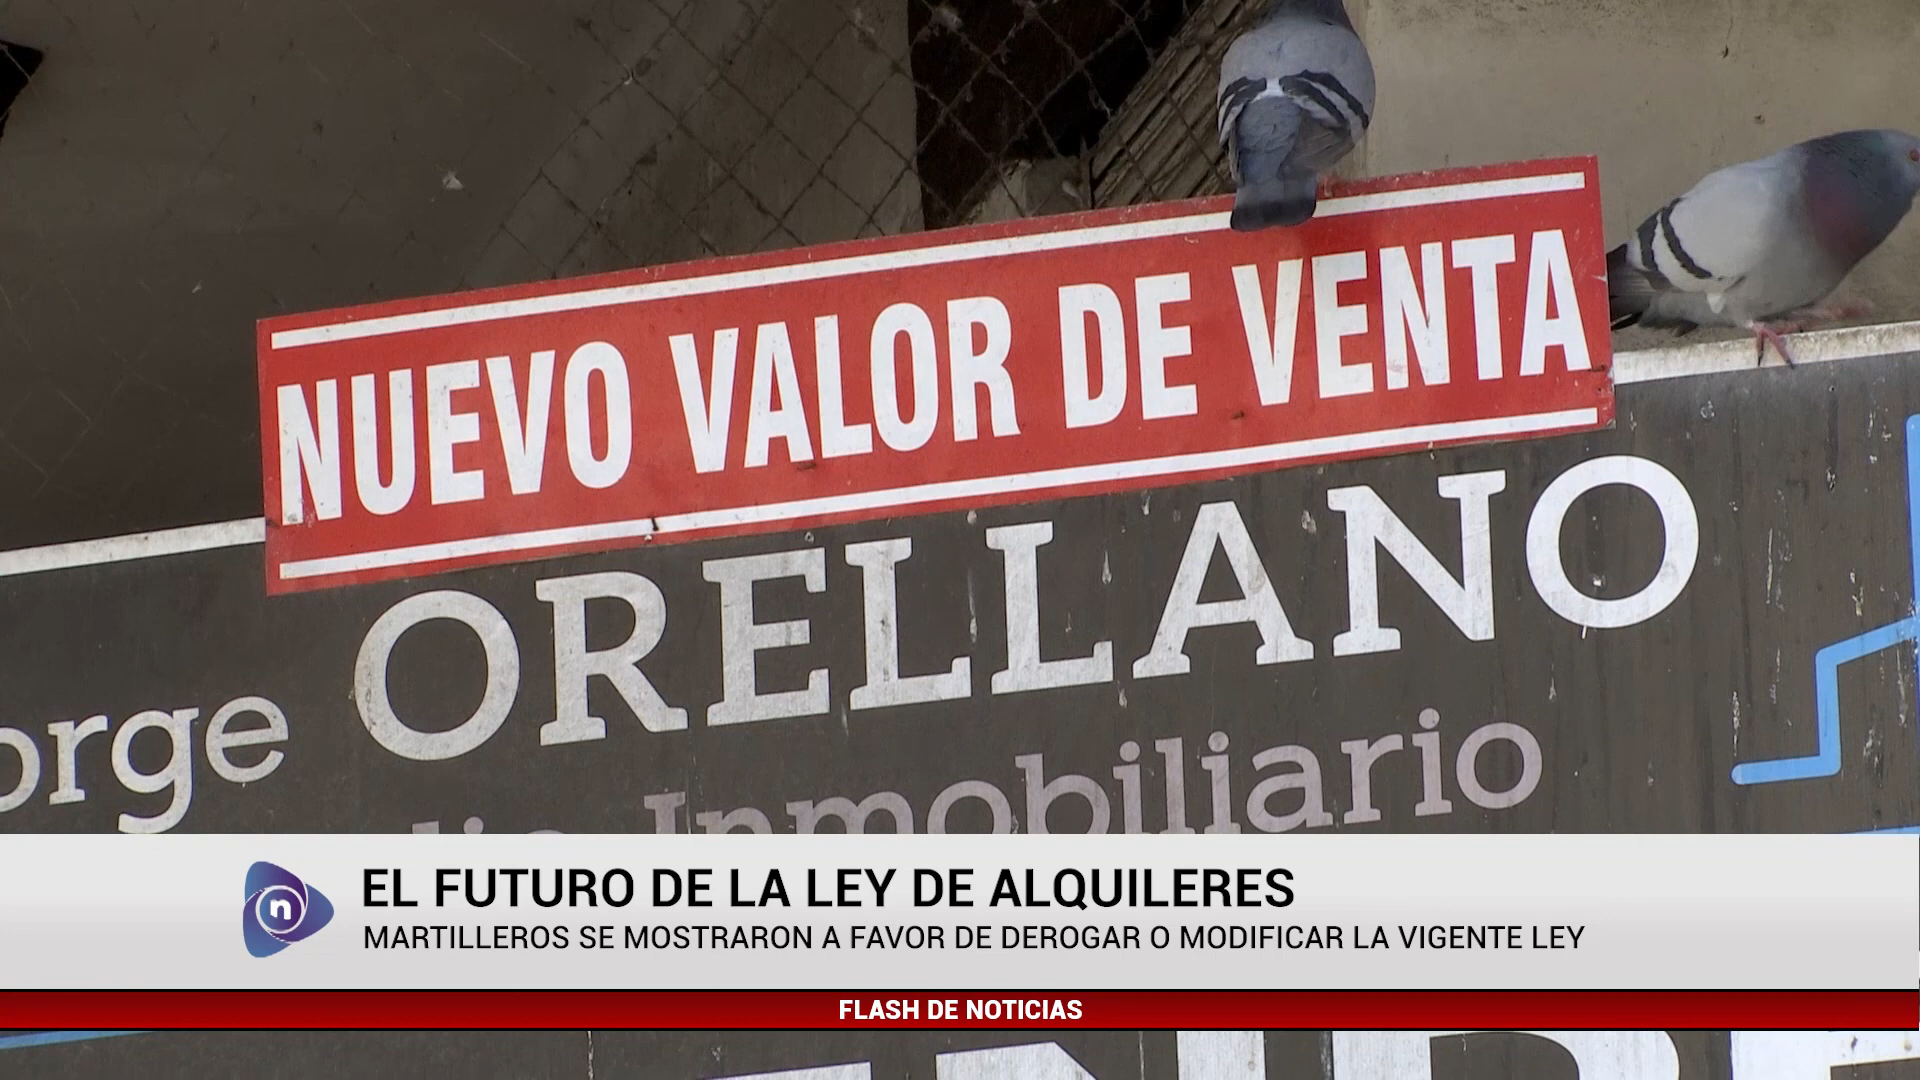 NUEVO VALOR DE VENTA
orge ORELLANO
Inmobiliario
n
EL FUTURO DE LA LEY DE ALQUILERES
MARTILLEROS SE MOSTRARON A FAVOR DE DEROGAR O MODIFICAR LA VIGENTE LEY
FLASH DE NOTICIAS